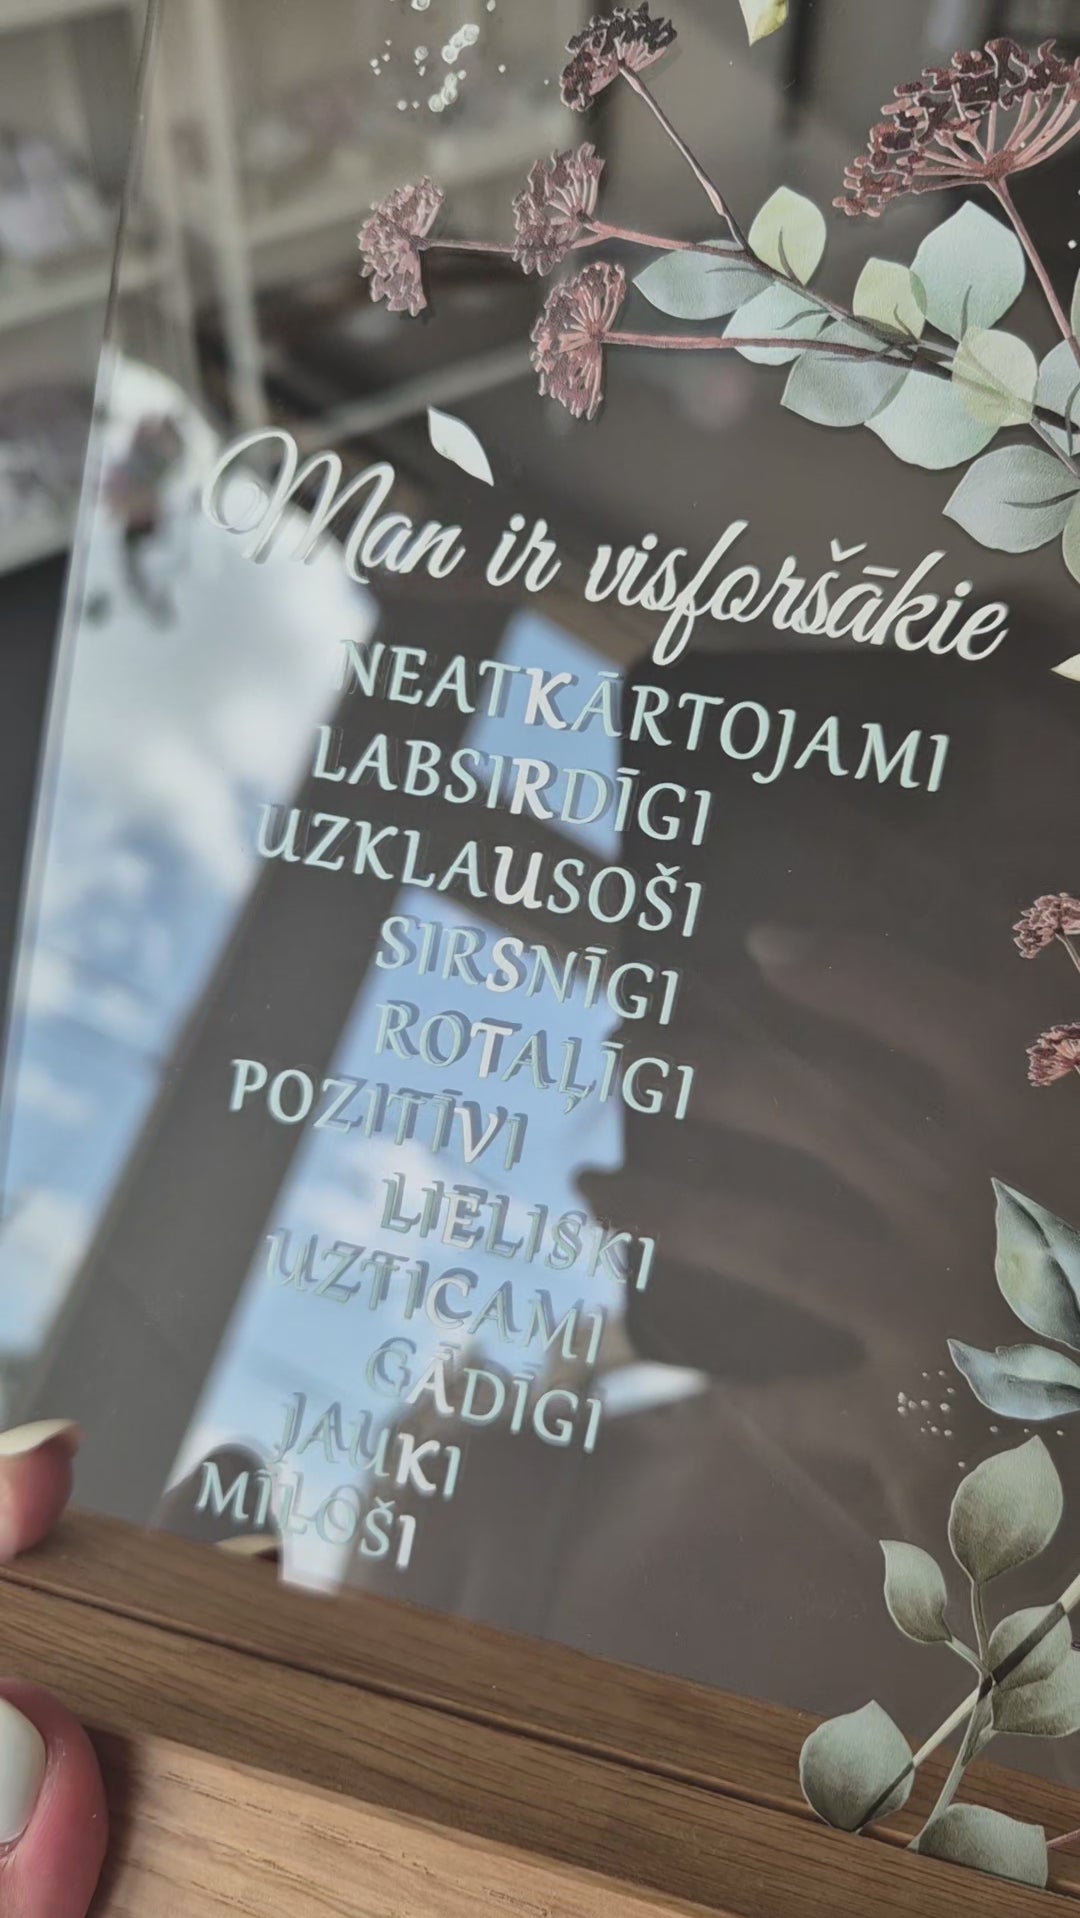 Man ir visforšākie
NEATKĀRTOJAMI
LABSIRDĪGI
UZKLAUSOŠI
SIRSNĪGI
ROTAĻĪGI
POZITĪVI
LIELISKI
UZTICAMI
GĀDĪGI
JAUKI
MĪLOŠI